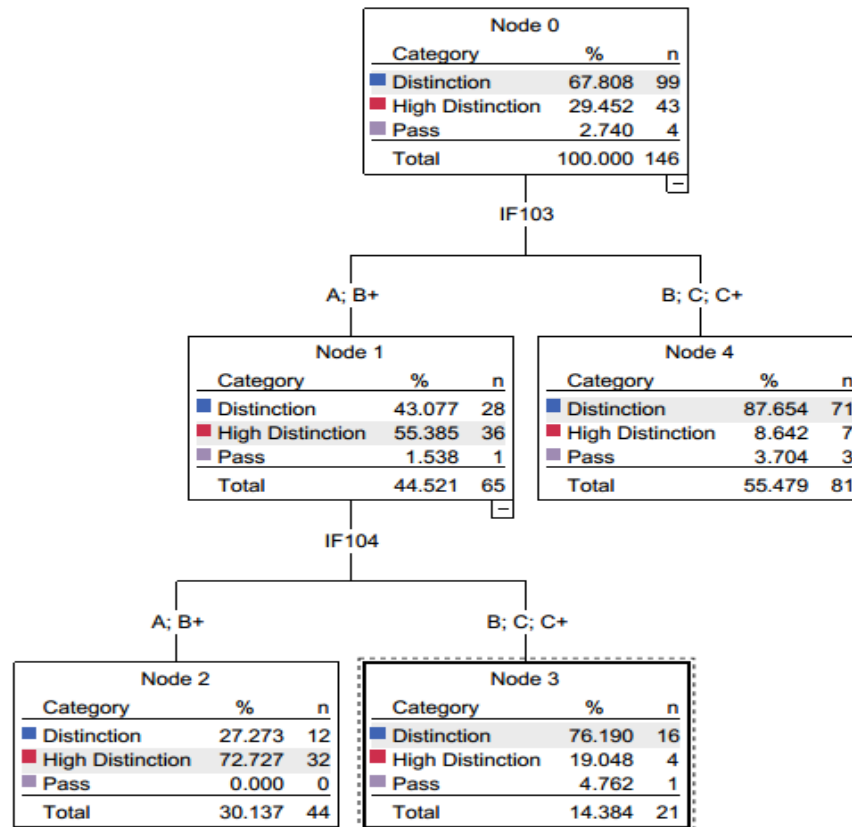 Node 0
Category % n
Distinction 67.808 99
High Distinction 29.452 43
Pass 2.740 4
Total 100.000 146
IF103
A; B+
B; C; C+
Node 1
Category % n
Distinction 43.077 28
High Distinction 55.385 36
Pass 1.538 1
Total 44.521 65
Node 4
Category % n
Distinction 87.654 71
High Distinction 8.642 7
Pass 3.704 3
Total 55.479 81
IF104
A; B+
B; C; C+
Node 2
Category % n
Distinction 27.273 12
High Distinction 72.727 32
Pass 0.000 0
Total 30.137 44
Node 3
Category % n
Distinction 76.190 16
High Distinction 19.048 4
Pass 4.762 1
Total 14.384 21